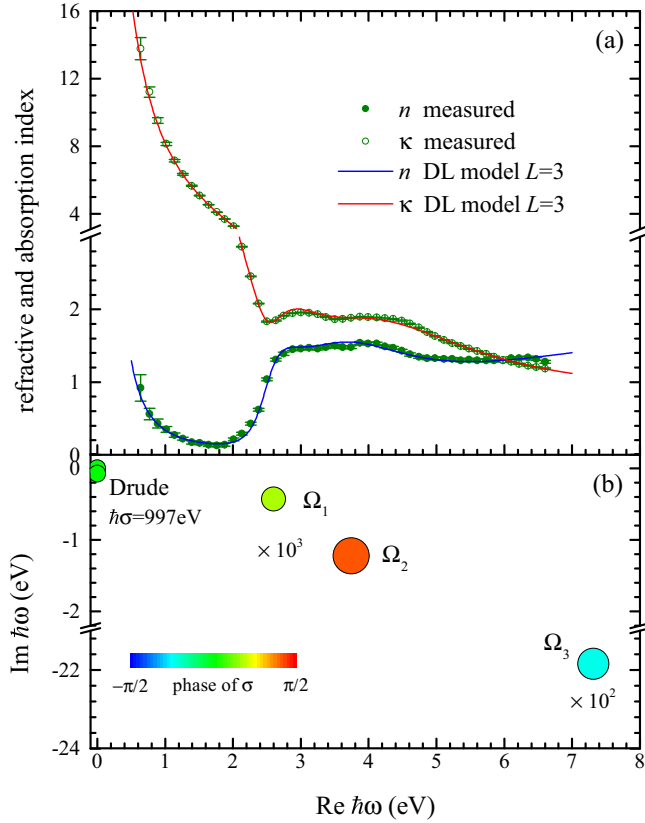 (a)
16
12
8
4
2
1
0
refractive and absorption index
n measured
κ measured
n DL model L=3
κ DL model L=3
(b)
0
-1
-2
-22
-24
Im ℏω (eV)
Drude
ℏσ=997eV
Ω₁
× 10³
Ω₂
Ω₃
× 10²
−π/2 phase of σ π/2
0 1 2 3 4 5 6 7 8
Re ℏω (eV)